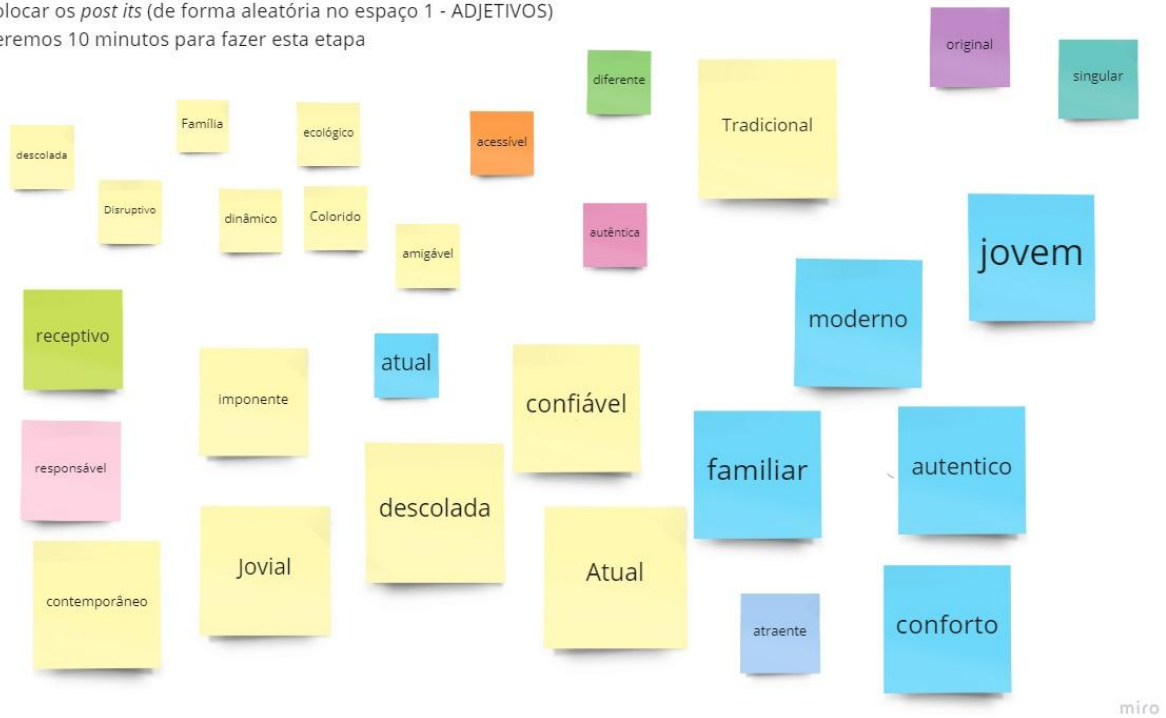 olocar os post its (de forma aleatória no espaço 1 - ADJETIVOS)
eremos 10 minutos para fazer esta etapa
original
singular
diferente
Tradicional
Família
ecológico
acessível
descolada
Disruptivo
dinâmico
Colorido
autêntica
amigável
jovem
moderno
receptivo
atual
imponente
confiável
responsável
familiar
autentico
descolada
Jovial
Atual
contemporâneo
atraente
conforto
miro